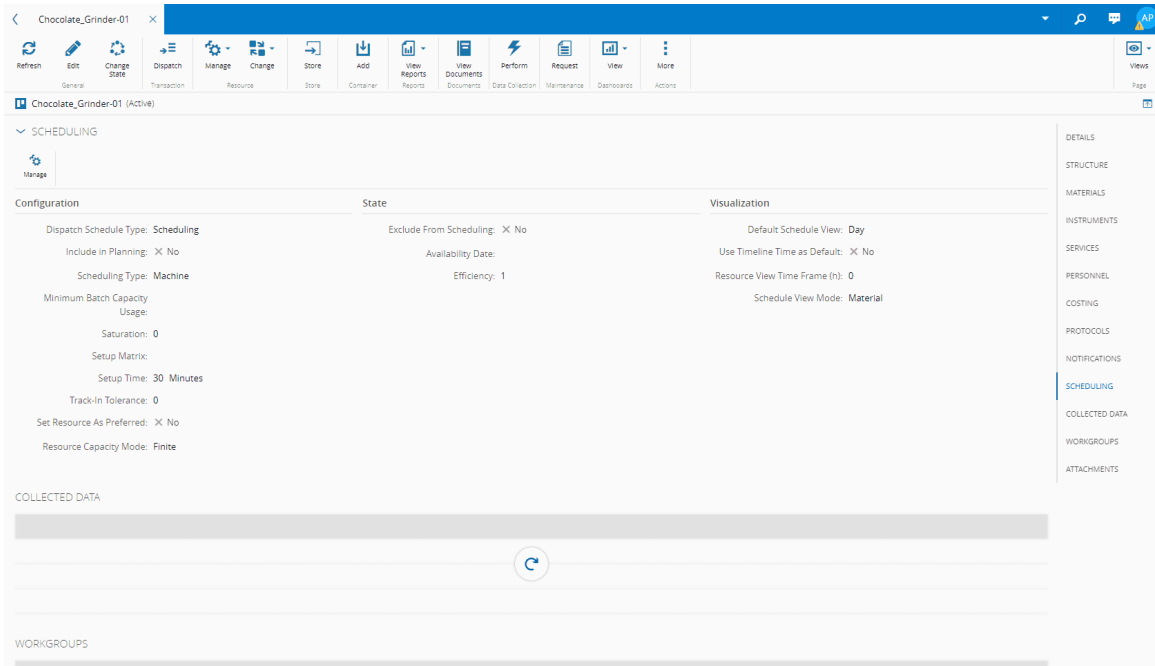 Chocolate_Grinder-01
AP
Refresh
Edit
Change State
Dispatch
Manage
Change
Store
Add
View Reports
View Documents
Perform
Request
View
More
Views
General
Transaction
Resource
Store
Container
Reports
Documents
Data Collection
Maintenance
Dashboards
Actions
Page
Chocolate_Grinder-01 (Active)
SCHEDULING
Manage
Configuration
Dispatch Schedule Type: Scheduling
Include in Planning: No
Scheduling Type: Machine
Minimum Batch Capacity
Usage:
Saturation: 0
Setup Matrix:
Setup Time: 30 Minutes
Track-In Tolerance: 0
Set Resource As Preferred: No
Resource Capacity Mode: Finite
State
Exclude From Scheduling: No
Availability Date:
Efficiency: 1
Visualization
Default Schedule View: Day
Use Timeline Time as Default: No
Resource View Time Frame (h): 0
Schedule View Mode: Material
DETAILS
STRUCTURE
MATERIALS
INSTRUMENTS
SERVICES
PERSONNEL
COSTING
PROTOCOLS
NOTIFICATIONS
SCHEDULING
COLLECTED DATA
WORKGROUPS
ATTACHMENTS
COLLECTED DATA
WORKGROUPS